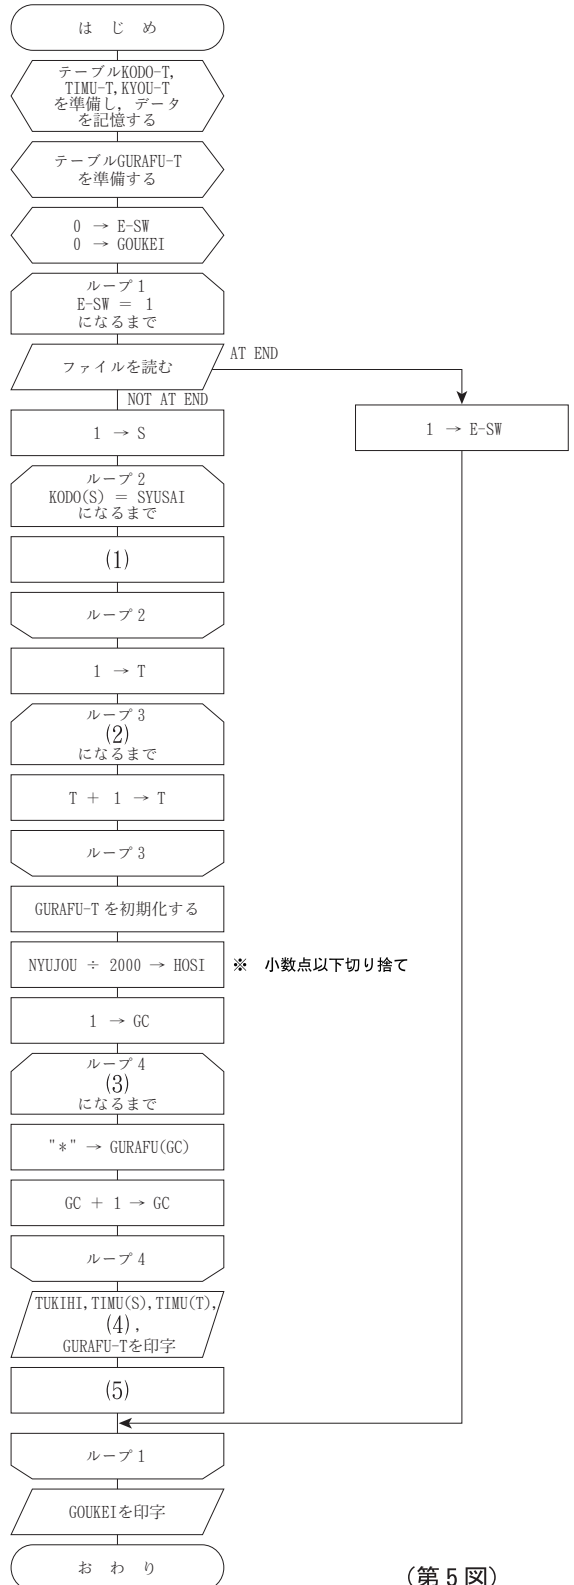 は じ め
テーブルKODO-T,
TIMU-T,KYOU-T
を準備し，データ
を記憶する
テーブルGURAFU-T
を準備する
0 → E-SW
0 → GOUKEI
ループ1
E-SW ＝ 1
になるまで
ファイルを読む
AT END
NOT AT END
1 → S
1 → E-SW
ループ2
KODO(S) ＝ SYUSAI
になるまで
(1)
ループ2
1 → T
ループ3
(2)
になるまで
T ＋ 1 → T
ループ3
GURAFU-T を初期化する
NYUJOU ÷ 2000 → HOSI
※ 小数点以下切り捨て
1 → GC
ループ4
(3)
になるまで
"*" → GURAFU(GC)
GC ＋ 1 → GC
ループ4
TUKIHI,TIMU(S),TIMU(T),
(4),
GURAFU-Tを印字
(5)
ループ1
GOUKEIを印字
お わ り
(第5図)